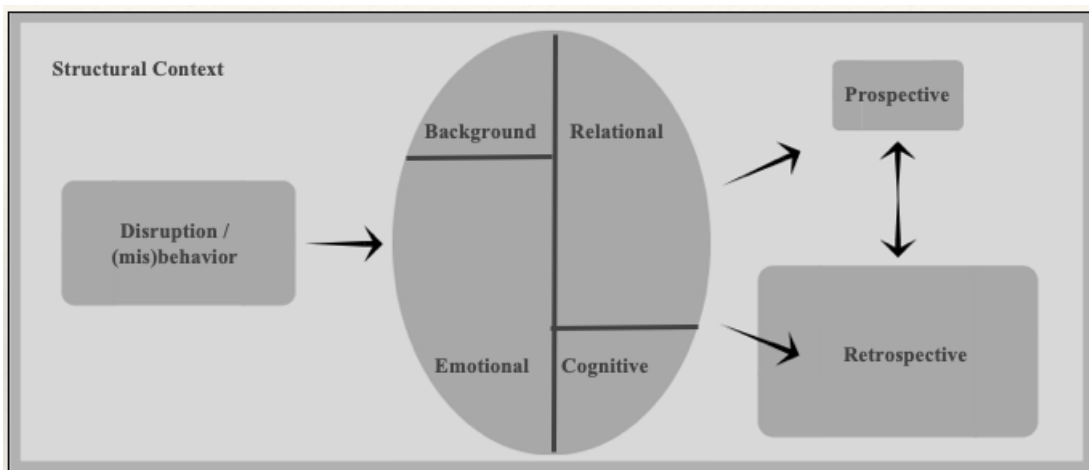 Structural Context
Disruption /
(mis)behavior
Background
Relational
Emotional
Cognitive
Prospective
Retrospective